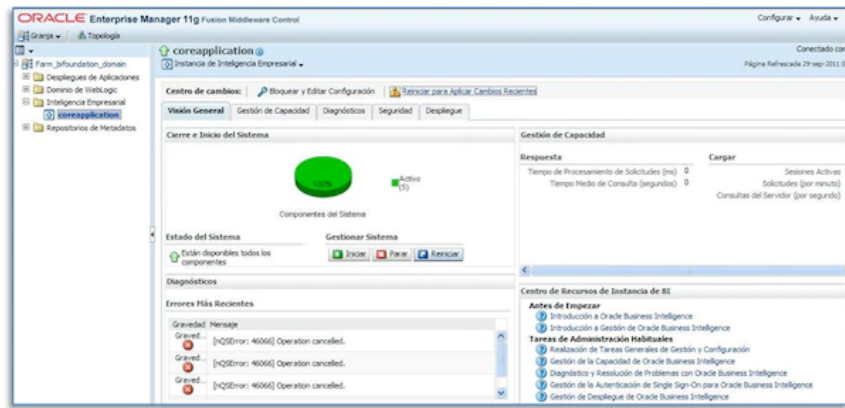 ORACLE Enterprise Manager 11g Fusion Middleware Control
Configurar Ayuda
Granja Topología
Farm_bifoundation_domain
Despliegues de Aplicaciones
Dominio de WebLogic
Inteligencia Empresarial
coreapplication
Repositorios de Metadatos
coreapplication
Instancia de Inteligencia Empresarial
Conectado com
Página Refrescada 29-sep-2011
Centro de cambios: Bloquear y Editar Configuración Reiniciar para Aplicar Cambios Recientes
Visión General Gestión de Capacidad Diagnósticos Seguridad Despliegue
Cierre e Inicio del Sistema
100%
Activo
(5)
Componentes del Sistema
Estado del Sistema
Están disponibles todos los
componentes
Gestionar Sistema
Iniciar Parar Reiniciar
Diagnósticos
Errores Más Recientes
Gravedad Mensaje
Graved... [nQSError: 46066] Operation cancelled.
Graved... [nQSError: 46066] Operation cancelled.
Graved... [nQSError: 46066] Operation cancelled.
Gestión de Capacidad
Respuesta
Tiempo de Procesamiento de Solicitudes (ms) 0
Tiempo Medio de Consulta (segundos) 0
Cargar
Sesiones Activas
Solicitudes (por minuto)
Consultas del Servidor (por segundo)
Centro de Recursos de Instancia de BI
Antes de Empezar
Introducción a Oracle Business Intelligence
Introducción a Gestión de Oracle Business Intelligence
Tareas de Administración Habituales
Realización de Tareas Generales de Gestión y Configuración
Gestión de la Capacidad de Oracle Business Intelligence
Diagnóstico y Resolución de Problemas con Oracle Business Intelligence
Gestión de la Autenticación de Single Sign-On para Oracle Business Intelligence
Gestión de Despliegue de Oracle Business Intelligence